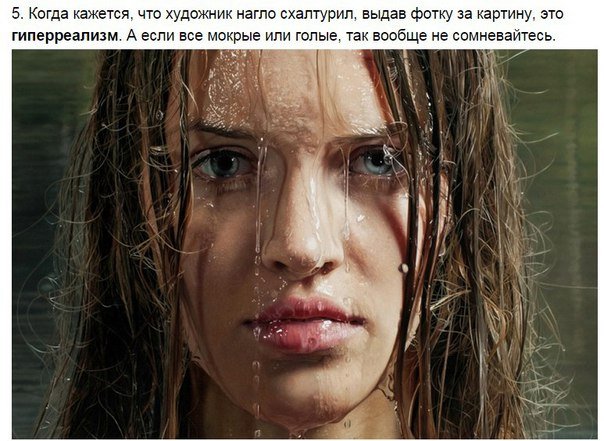 5. Когда кажется, что художник нагло схалтурил, выдав фотку за картину, это
гиперреализм. А если все мокрые или голые, так вообще не сомневайтесь.